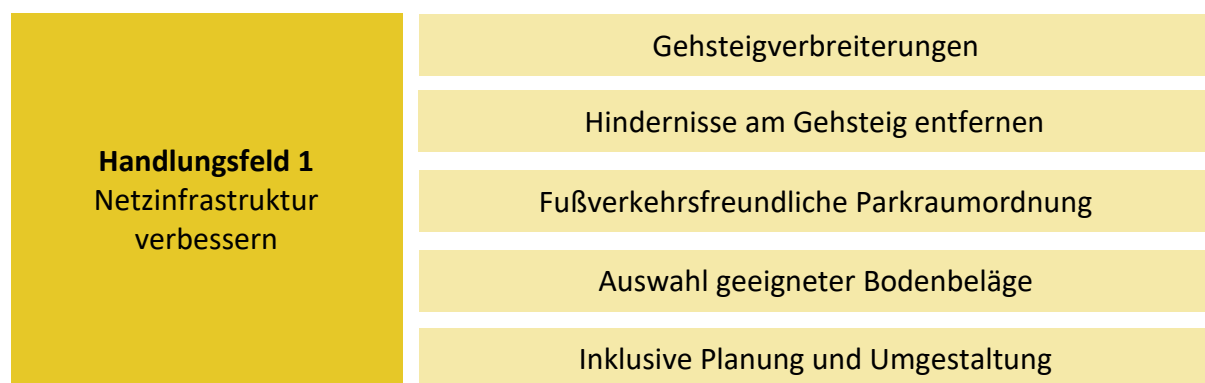 Handlungsfeld 1
Netzinfrastruktur
verbessern
Gehsteigverbreiterungen
Hindernisse am Gehsteig entfernen
Fußverkehrsfreundliche Parkraumordnung
Auswahl geeigneter Bodenbeläge
Inklusive Planung und Umgestaltung